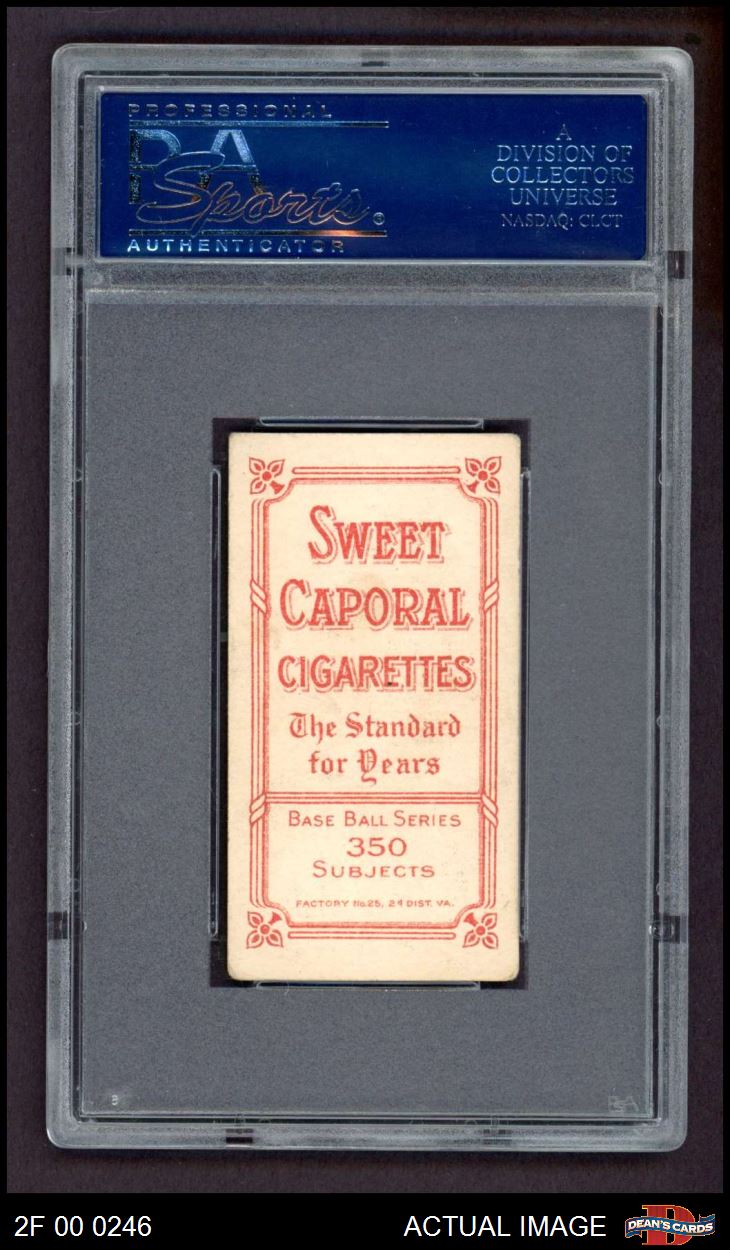 PROFESSIONAL
PSA
Sports
AUTHENTICATOR
A
DIVISION OF
COLLECTORS
UNIVERSE
NASDAQ: CLCT
SWEET
CAPORAL
CIGARETTES
The Standard
for Years
BASE BALL SERIES
350
SUBJECTS
FACTORY No 25, 2d DIST. VA.
B
PSA
2F 00 0246
ACTUAL IMAGE
D
DEAN'S CARDS